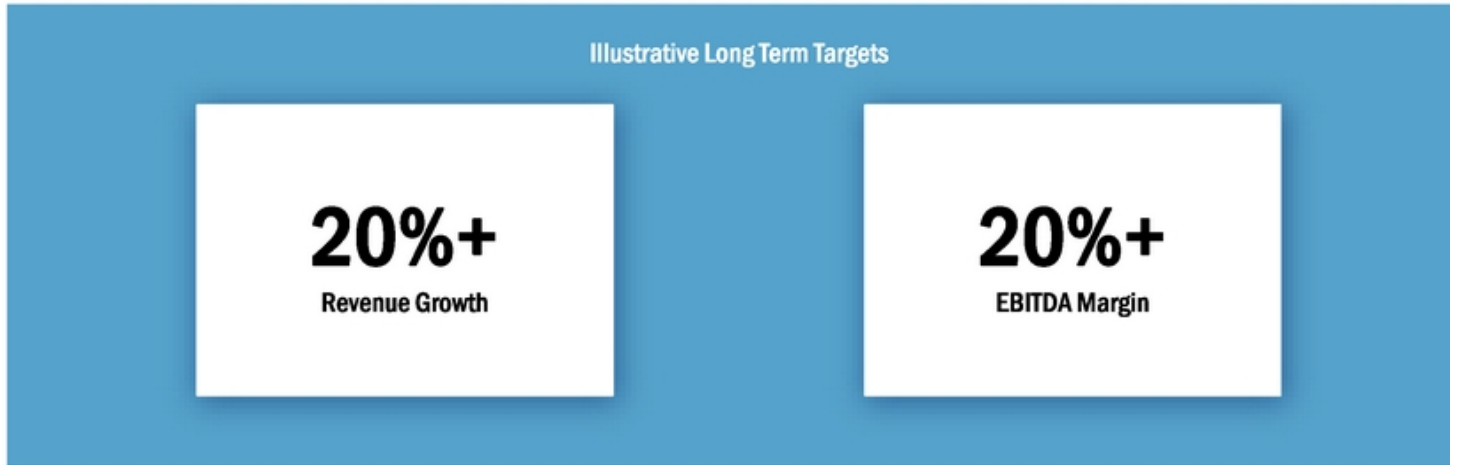 Illustrative Long Term Targets
20%+
Revenue Growth
20%+
EBITDA Margin